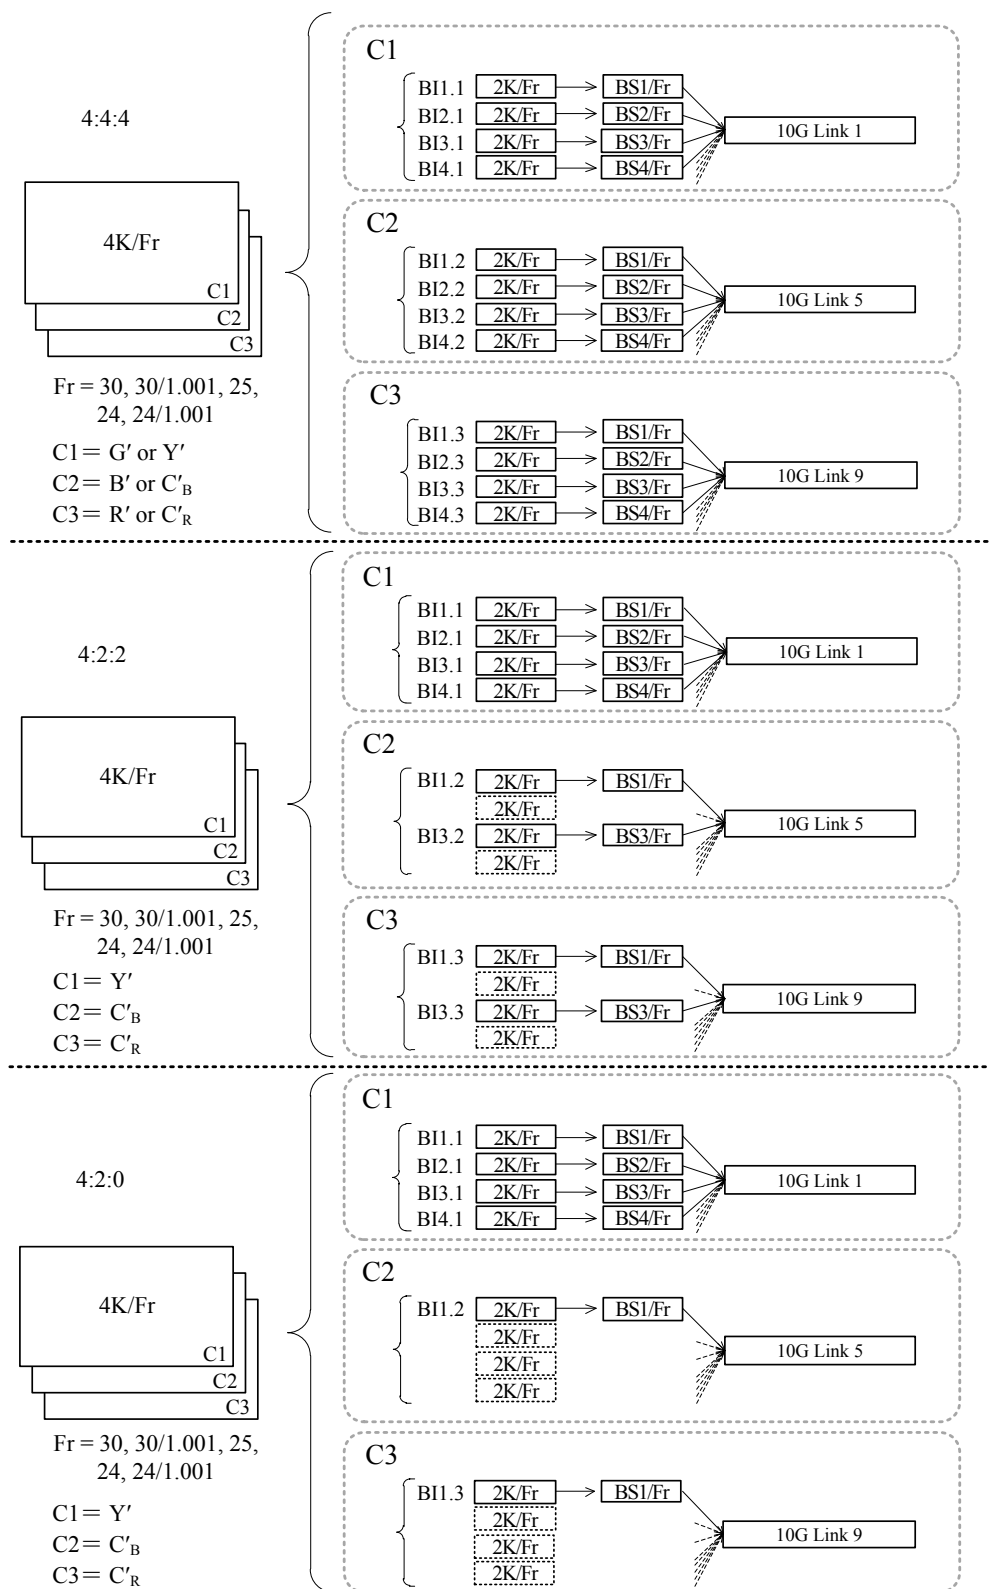 4:4:4
4K/Fr
C1
C2
C3
Fr = 30, 30/1.001, 25,
24, 24/1.001
C1= G′ or Y′
C2= B′ or C′B
C3= R′ or C′R
C1
BI1.1 2K/Fr BS1/Fr
BI2.1 2K/Fr BS2/Fr
BI3.1 2K/Fr BS3/Fr
BI4.1 2K/Fr BS4/Fr
10G Link 1
C2
BI1.2 2K/Fr BS1/Fr
BI2.2 2K/Fr BS2/Fr
BI3.2 2K/Fr BS3/Fr
BI4.2 2K/Fr BS4/Fr
10G Link 5
C3
BI1.3 2K/Fr BS1/Fr
BI2.3 2K/Fr BS2/Fr
BI3.3 2K/Fr BS3/Fr
BI4.3 2K/Fr BS4/Fr
10G Link 9
4:2:2
4K/Fr
C1
C2
C3
Fr = 30, 30/1.001, 25,
24, 24/1.001
C1= Y′
C2= C′B
C3= C′R
C1
BI1.1 2K/Fr BS1/Fr
BI2.1 2K/Fr BS2/Fr
BI3.1 2K/Fr BS3/Fr
BI4.1 2K/Fr BS4/Fr
10G Link 1
C2
BI1.2 2K/Fr BS1/Fr
2K/Fr
BI3.2 2K/Fr BS3/Fr
2K/Fr
10G Link 5
C3
BI1.3 2K/Fr BS1/Fr
2K/Fr
BI3.3 2K/Fr BS3/Fr
2K/Fr
10G Link 9
4:2:0
4K/Fr
C1
C2
C3
Fr = 30, 30/1.001, 25,
24, 24/1.001
C1= Y′
C2= C′B
C3= C′R
C1
BI1.1 2K/Fr BS1/Fr
BI2.1 2K/Fr BS2/Fr
BI3.1 2K/Fr BS3/Fr
BI4.1 2K/Fr BS4/Fr
10G Link 1
C2
BI1.2 2K/Fr BS1/Fr
2K/Fr
2K/Fr
2K/Fr
10G Link 5
C3
BI1.3 2K/Fr BS1/Fr
2K/Fr
2K/Fr
2K/Fr
10G Link 9